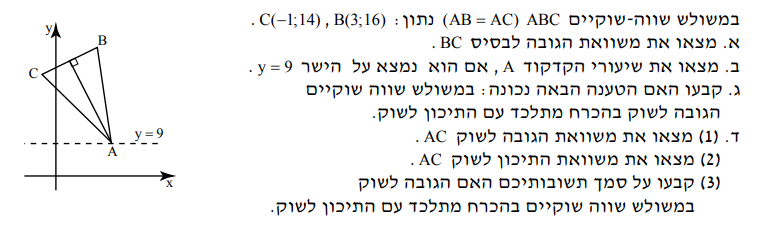 במשולש שווה-שוקיים ABC (AB = AC) נתון: B(3;16), C(−1;14).
א. מצאו את משוואת הגובה לבסיס BC.
ב. מצאו את שיעורי הקדקוד A, אם הוא נמצא על הישר y = 9.
ג. קבעו האם הטענה הבאה נכונה: במשולש שווה שוקיים
הגובה לשוק בהכרח מתלכד עם התיכון לשוק.
ד. (1) מצאו את משוואת הגובה לשוק AC.
(2) מצאו את משוואת התיכון לשוק AC.
(3) קבעו על סמך תשובותיכם האם הגובה לשוק
במשולש שווה שוקיים בהכרח מתלכד עם התיכון לשוק.
y
B
C
y = 9
A
x